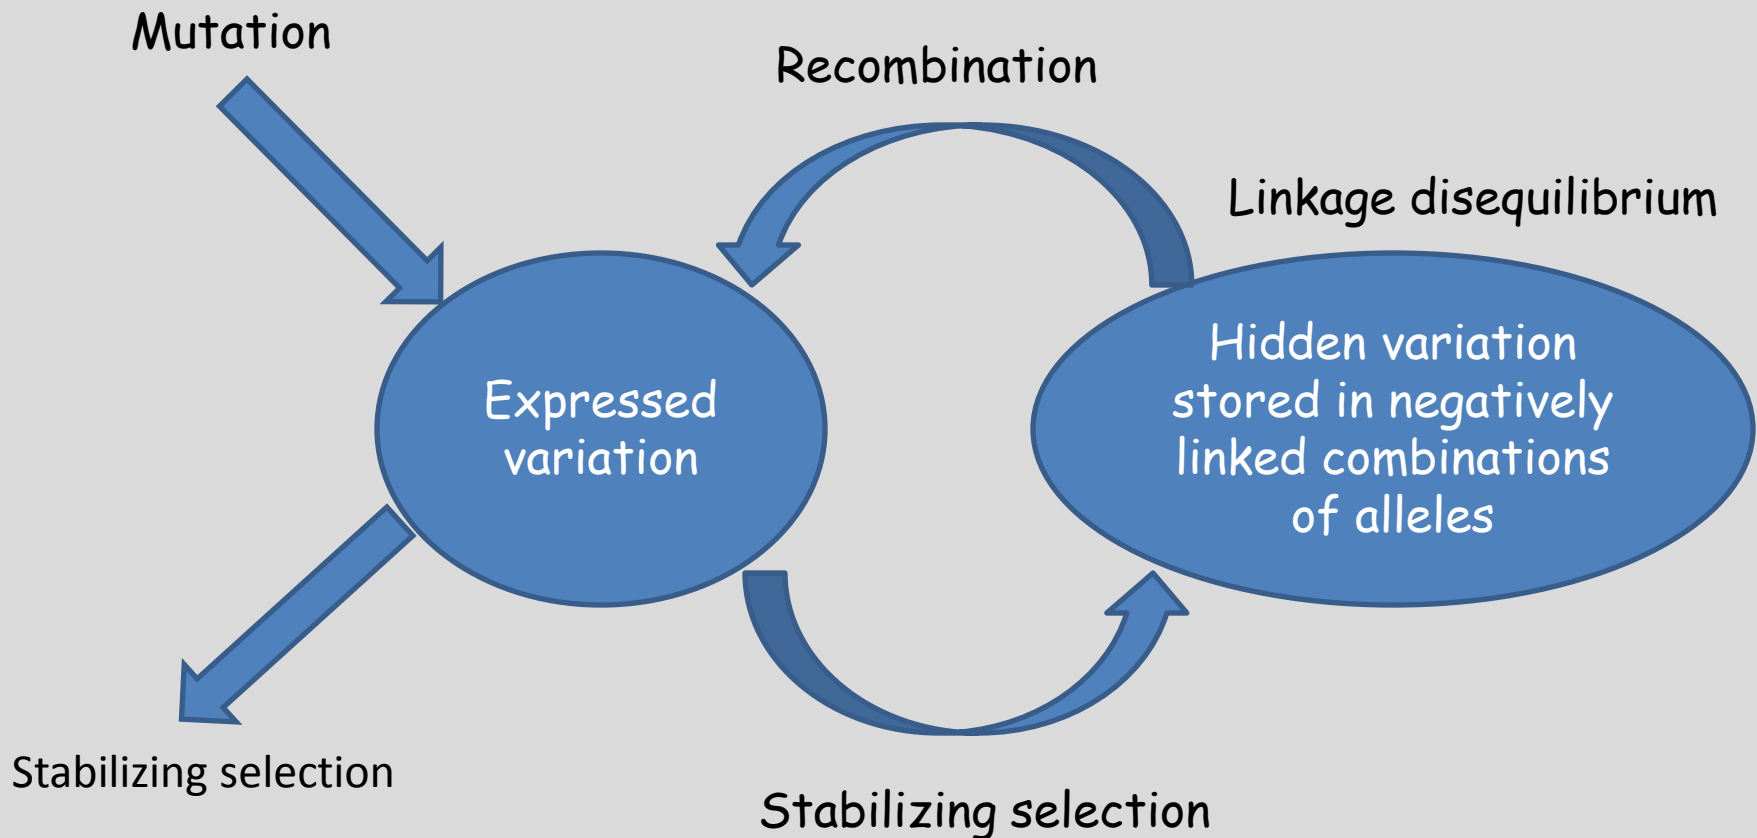 Mutation
Recombination
Linkage disequilibrium
Expressed
variation
Hidden variation
stored in negatively
linked combinations
of alleles
Stabilizing selection
Stabilizing selection